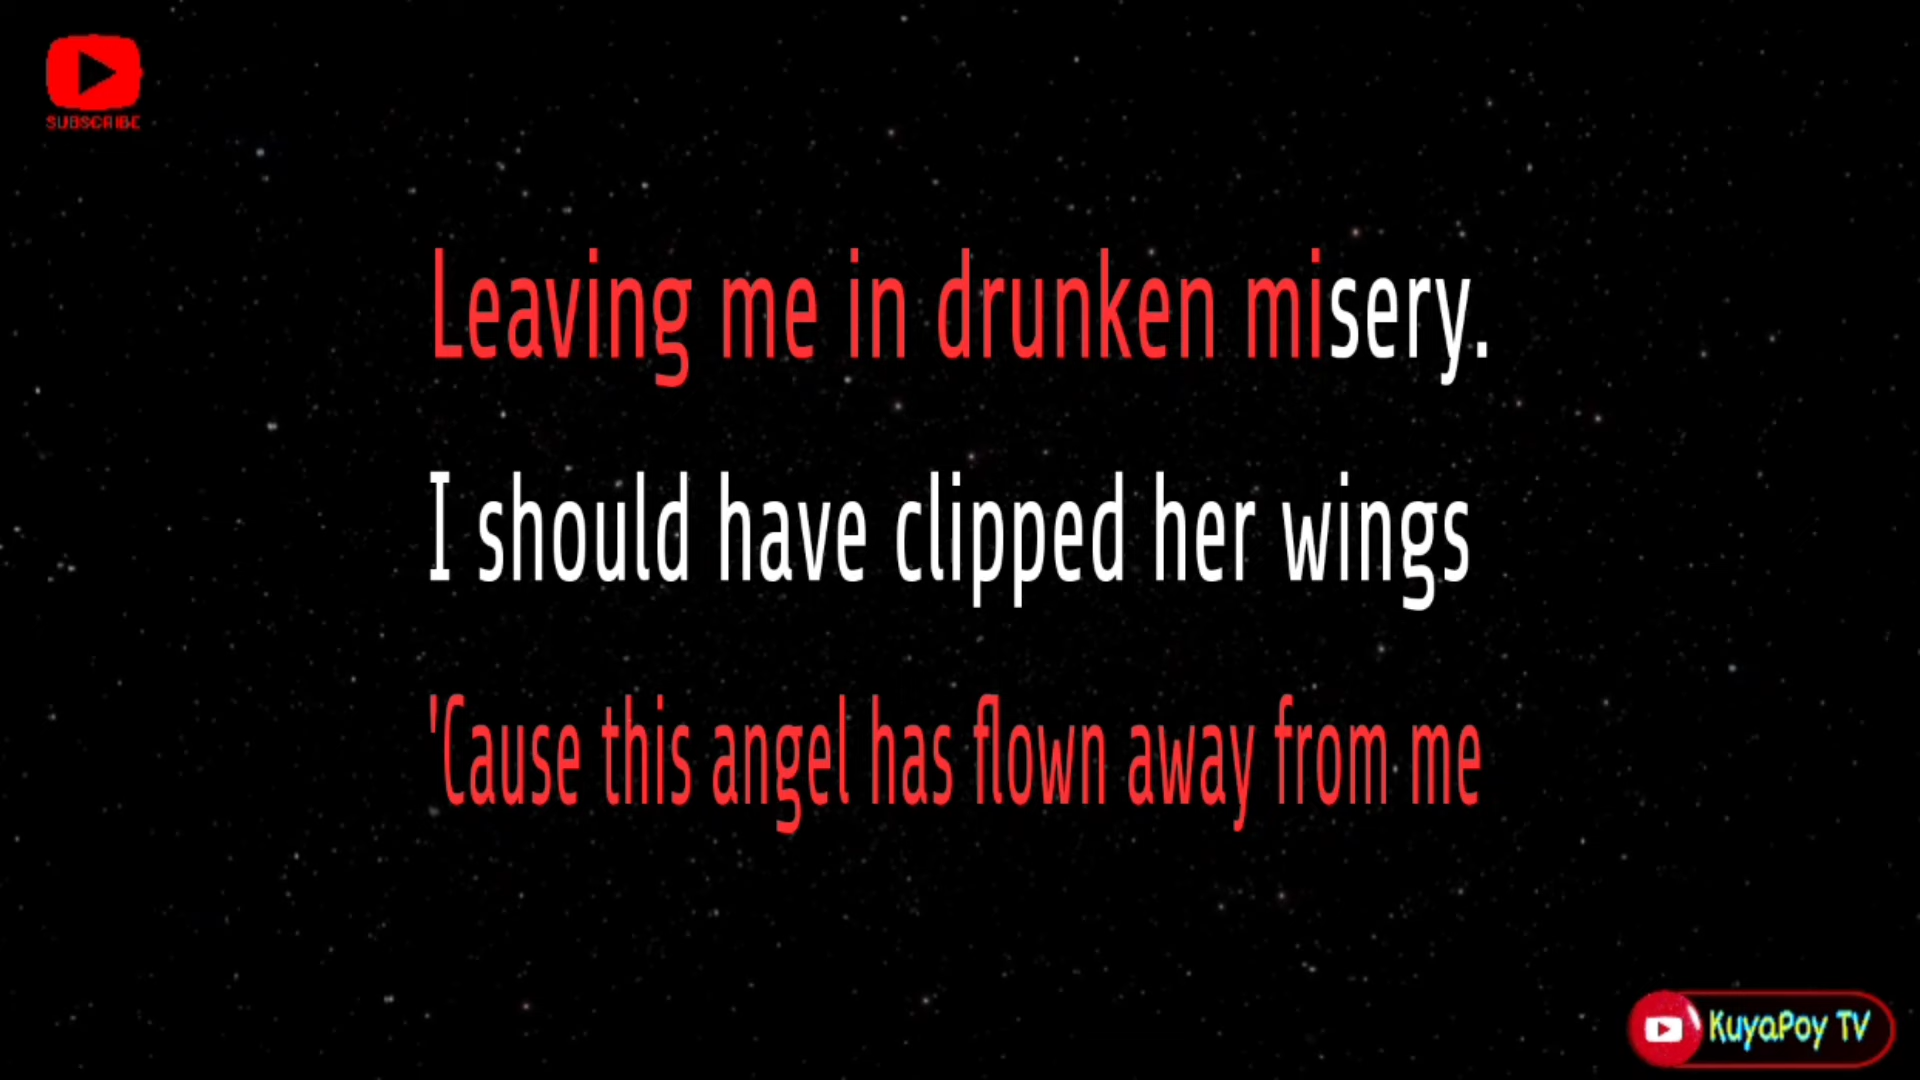 SUBSCRIBE
Leaving me in drunken misery.
I should have clipped her wings
'Cause this angel has flown away from me
KuyaPoy TV